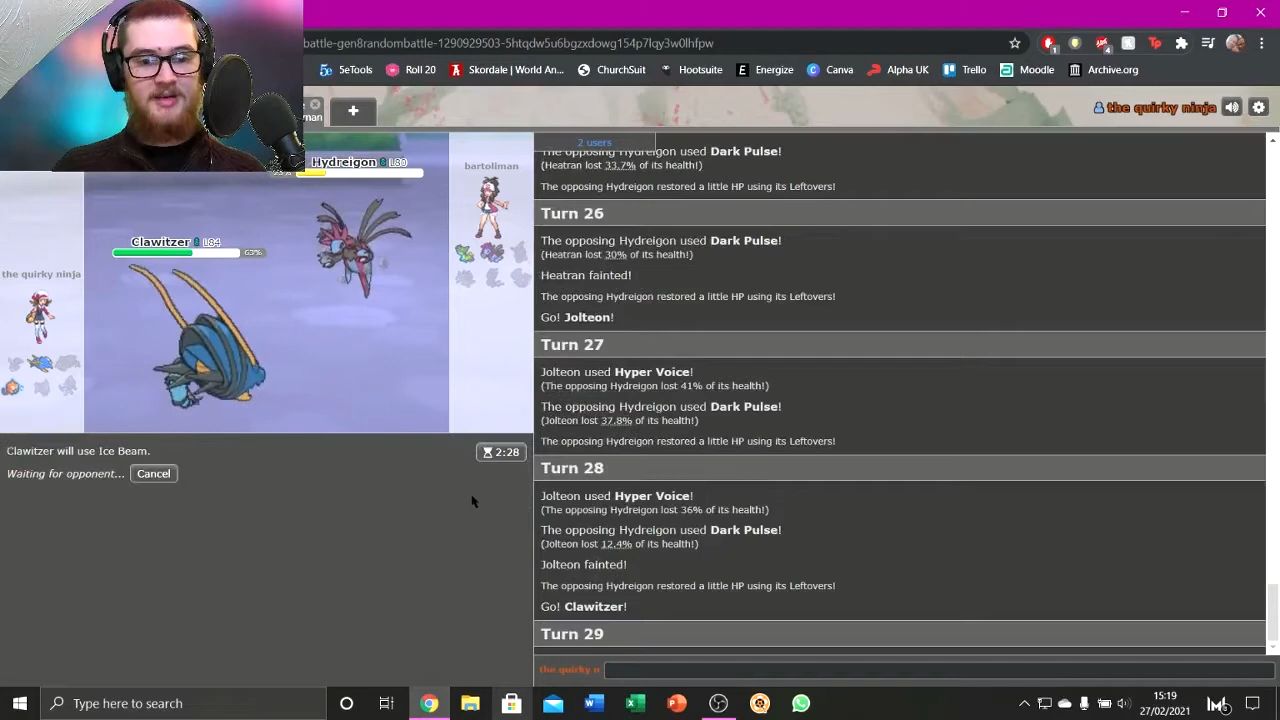 battle-gen8randombattle-1290929503-5htqdw5u6bgzxdowg154p7lqy3w0lhfpw
5eTools
Roll 20
Skordale | World An...
ChurchSuit
Hootsuite
Energize
Canva
Alpha UK
Trello
Moodle
Archive.org
the quirky ninja
2 users
Hydreigon L80
bartoliman
Clawitzer L84
63%
the quirky ninja
Clawitzer will use Ice Beam.
Waiting for opponent...
Cancel
2:28
The opposing Hydreigon used Dark Pulse!
(Heatran lost 33.7% of its health!)
The opposing Hydreigon restored a little HP using its Leftovers!
Turn 26
The opposing Hydreigon used Dark Pulse!
(Heatran lost 30% of its health!)
Heatran fainted!
The opposing Hydreigon restored a little HP using its Leftovers!
Go! Jolteon!
Turn 27
Jolteon used Hyper Voice!
(The opposing Hydreigon lost 41% of its health!)
The opposing Hydreigon used Dark Pulse!
(Jolteon lost 37.8% of its health!)
The opposing Hydreigon restored a little HP using its Leftovers!
Turn 28
Jolteon used Hyper Voice!
(The opposing Hydreigon lost 36% of its health!)
The opposing Hydreigon used Dark Pulse!
(Jolteon lost 12.4% of its health!)
Jolteon fainted!
The opposing Hydreigon restored a little HP using its Leftovers!
Go! Clawitzer!
Turn 29
the quirky n
Type here to search
15:19
27/02/2021